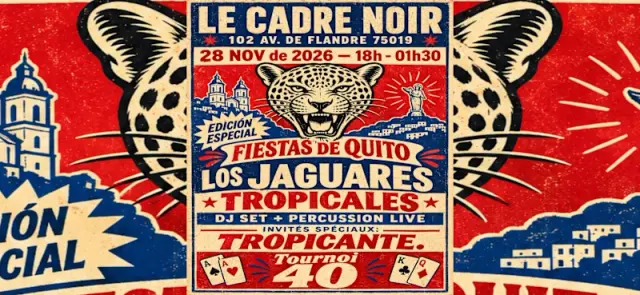 LE CADRE NOIR
102 AV. DE FLANDRE 75019
28 NOV de 2026 — 18h - 01h30
EDICIÓN
ESPECIAL
FIESTAS DE QUITO
LOS JAGUARES
TROPICALES
DJ SET + PERCUSSION LIVE
INVITÉS SPÉCIAUX:
TROPICANTE.
Tournoi
40
A A
K Q
IÓN
CIAL